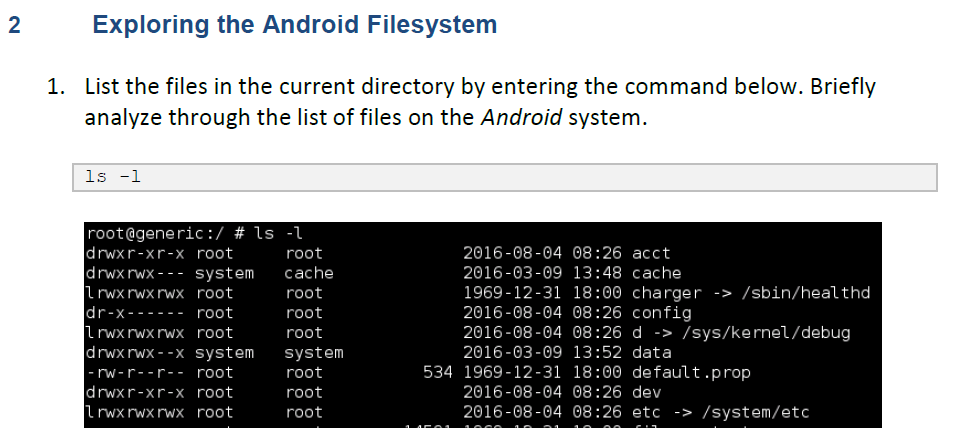 2 Exploring the Android Filesystem
1. List the files in the current directory by entering the command below. Briefly
analyze through the list of files on the Android system.
ls -l
root@generic:/ # ls -l
drwxr-xr-x root     root              2016-08-04 08:26 acct
drwxrwx--- system   cache             2016-03-09 13:48 cache
lrwxrwxrwx root     root              1969-12-31 18:00 charger -> /sbin/healthd
dr-x------ root     root              2016-08-04 08:26 config
lrwxrwxrwx root     root              2016-08-04 08:26 d -> /sys/kernel/debug
drwxrwx--x system   system            2016-03-09 13:52 data
-rw-r--r-- root     root          534 1969-12-31 18:00 default.prop
drwxr-xr-x root     root              2016-08-04 08:26 dev
lrwxrwxrwx root     root              2016-08-04 08:26 etc -> /system/etc